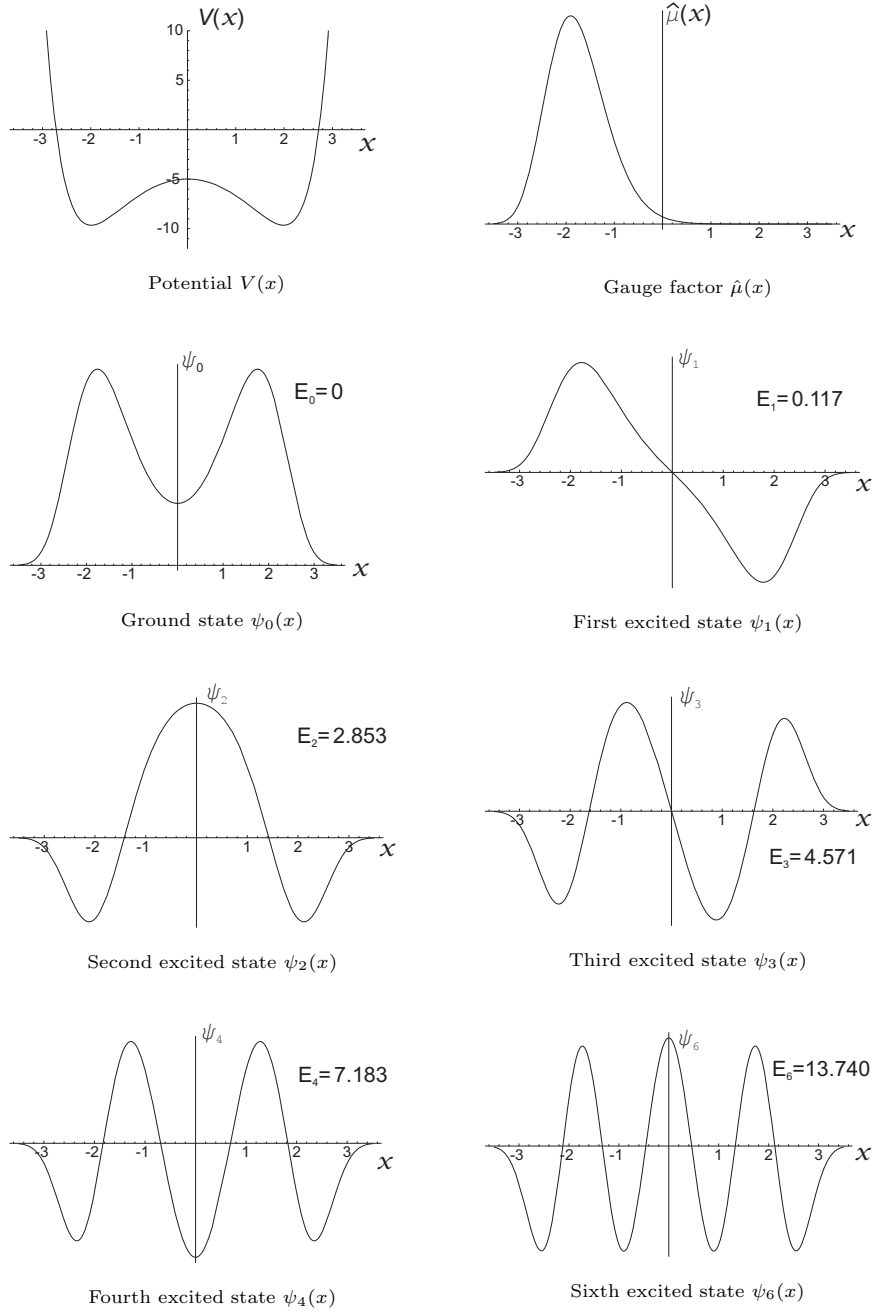 V(x)
10
5
-3 -2 -1 1 2 3 x
-5
-10
Potential V(x)
μ̂(x)
-3 -2 -1 1 2 3 x
Gauge factor μ̂(x)
ψ₀
E₀=0
-3 -2 -1 1 2 3 x
Ground state ψ₀(x)
ψ₁
E₁=0.117
-3 -2 -1 1 2 3 x
First excited state ψ₁(x)
ψ₂
E₂=2.853
-3 -2 -1 1 2 3 x
Second excited state ψ₂(x)
ψ₃
-3 -2 -1 1 2 3 x
E₃=4.571
Third excited state ψ₃(x)
ψ₄
E₄=7.183
-3 -2 -1 1 2 3 x
Fourth excited state ψ₄(x)
ψ₆
E₆=13.740
-3 -2 -1 1 2 3 x
Sixth excited state ψ₆(x)